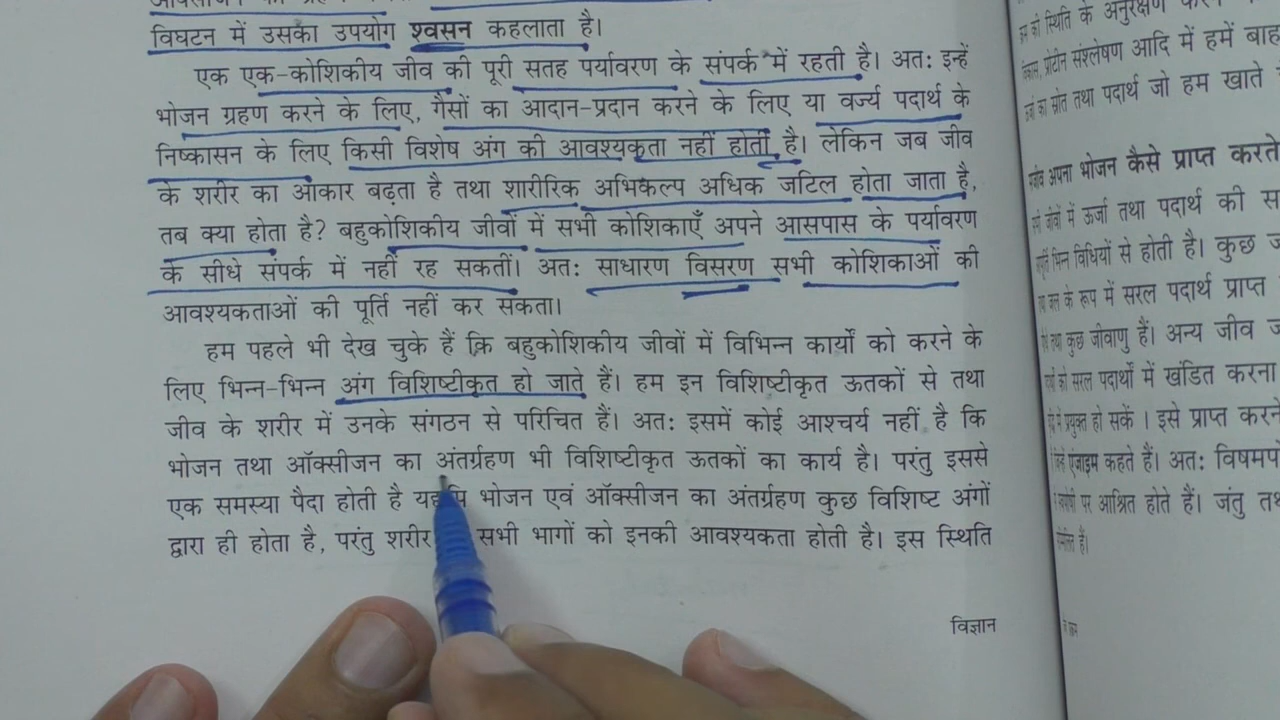 विघटन में उसका उपयोग श्वसन कहलाता है।
एक एक-कोशिकीय जीव की पूरी सतह पर्यावरण के संपर्क में रहती है। अतः इन्हें
भोजन ग्रहण करने के लिए, गैसों का आदान-प्रदान करने के लिए या वर्ज्य पदार्थ के
निष्कासन के लिए किसी विशेष अंग की आवश्यकता नहीं होती है। लेकिन जब जीव
के शरीर का आकार बढ़ता है तथा शारीरिक अभिकल्प अधिक जटिल होता जाता है,
तब क्या होता है? बहुकोशिकीय जीवों में सभी कोशिकाएँ अपने आसपास के पर्यावरण
के सीधे संपर्क में नहीं रह सकतीं। अतः साधारण विसरण सभी कोशिकाओं की
आवश्यकताओं की पूर्ति नहीं कर सकता।
हम पहले भी देख चुके हैं कि बहुकोशिकीय जीवों में विभिन्न कार्यों को करने के
लिए भिन्न-भिन्न अंग विशिष्टीकृत हो जाते हैं। हम इन विशिष्टीकृत ऊतकों से तथा
जीव के शरीर में उनके संगठन से परिचित हैं। अतः इसमें कोई आश्चर्य नहीं है कि
भोजन तथा ऑक्सीजन का अंतर्ग्रहण भी विशिष्टीकृत ऊतकों का कार्य है। परंतु इससे
एक समस्या पैदा होती है भोजन एवं ऑक्सीजन का अंतर्ग्रहण कुछ विशिष्ट अंगों
द्वारा ही होता है, परंतु शरीर सभी भागों को इनकी आवश्यकता होती है। इस स्थिति
विज्ञान
की स्थिति के अनुरक्षण
प्रोटीन संश्लेषण आदि में हमें
का स्रोत तथा पदार्थ जो हम खाते
अपना भोजन कैसे प्राप्त करते
जीवों में ऊर्जा तथा पदार्थ की
भिन्न विधियों से होती है। कुछ
के रूप में सरल पदार्थ प्राप्त
तथा कुछ जीवाणु हैं। अन्य जीव
को सरल पदार्थों में खंडित करना
प्रयुक्त हो सकें। इसे प्राप्त करने
एंजाइम कहते हैं। अतः
पर आश्रित होते हैं। जंतु
हैं।